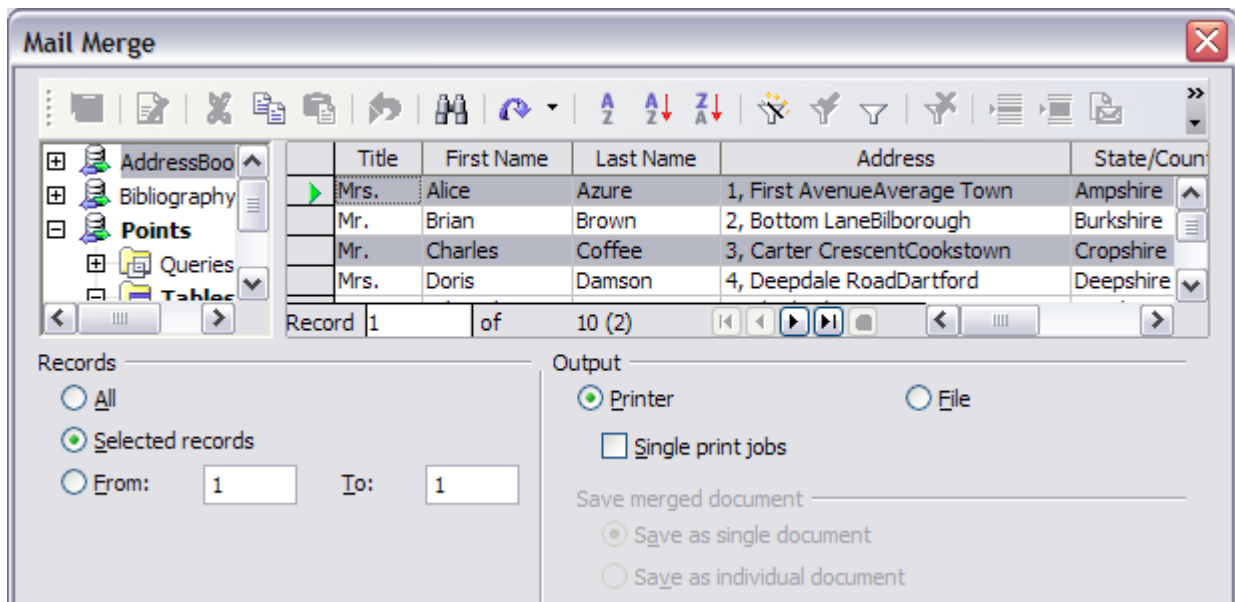 Mail Merge
Title First Name Last Name Address State/Coun
AddressBoo
Mrs. Alice Azure 1, First AvenueAverage Town Ampshire
Bibliography
Mr. Brian Brown 2, Bottom LaneBilborough Burkshire
Points
Mr. Charles Coffee 3, Carter CrescentCookstown Cropshire
Queries
Mrs. Doris Damson 4, Deepdale RoadDartford Deepshire
Tables
Record 1 of 10 (2)
Records
All
Selected records
From: 1 To: 1
Output
Printer File
Single print jobs
Save merged document
Save as single document
Save as individual document